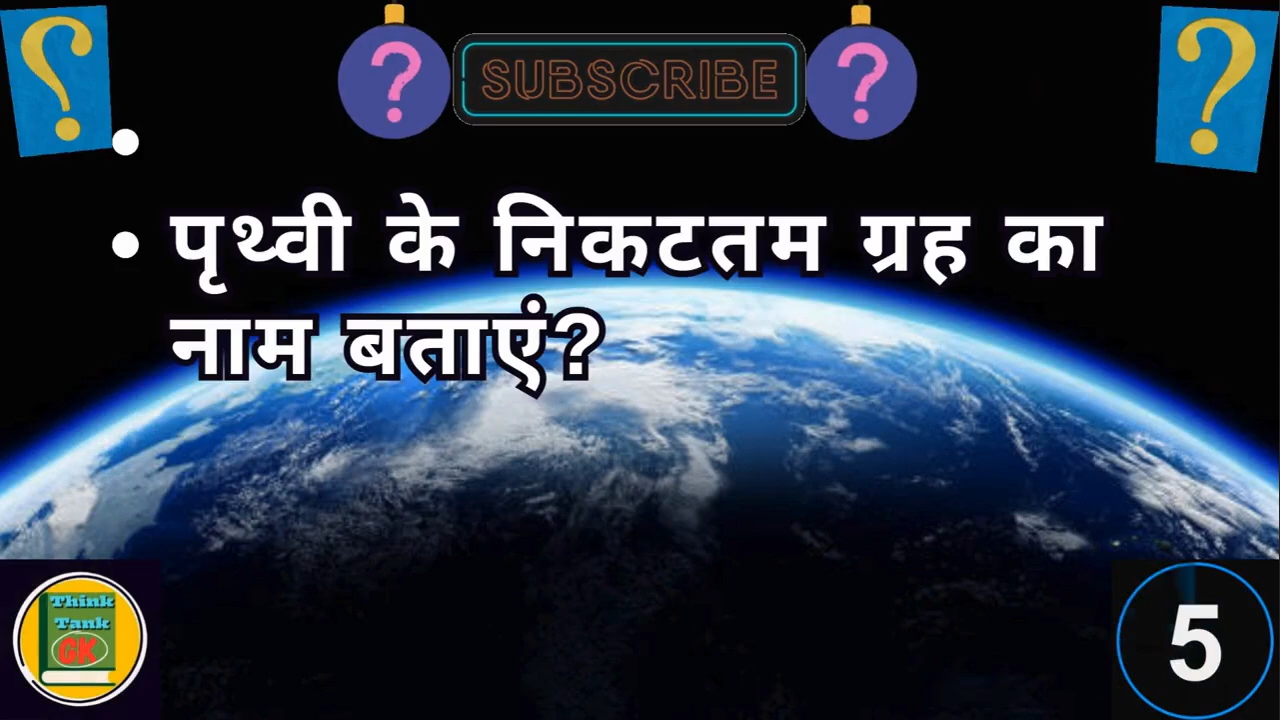 ? ? SUBSCRIBE ? ?
• पृथ्वी के निकटतम ग्रह का
नाम बताएं?
Think
Tank
GK
5